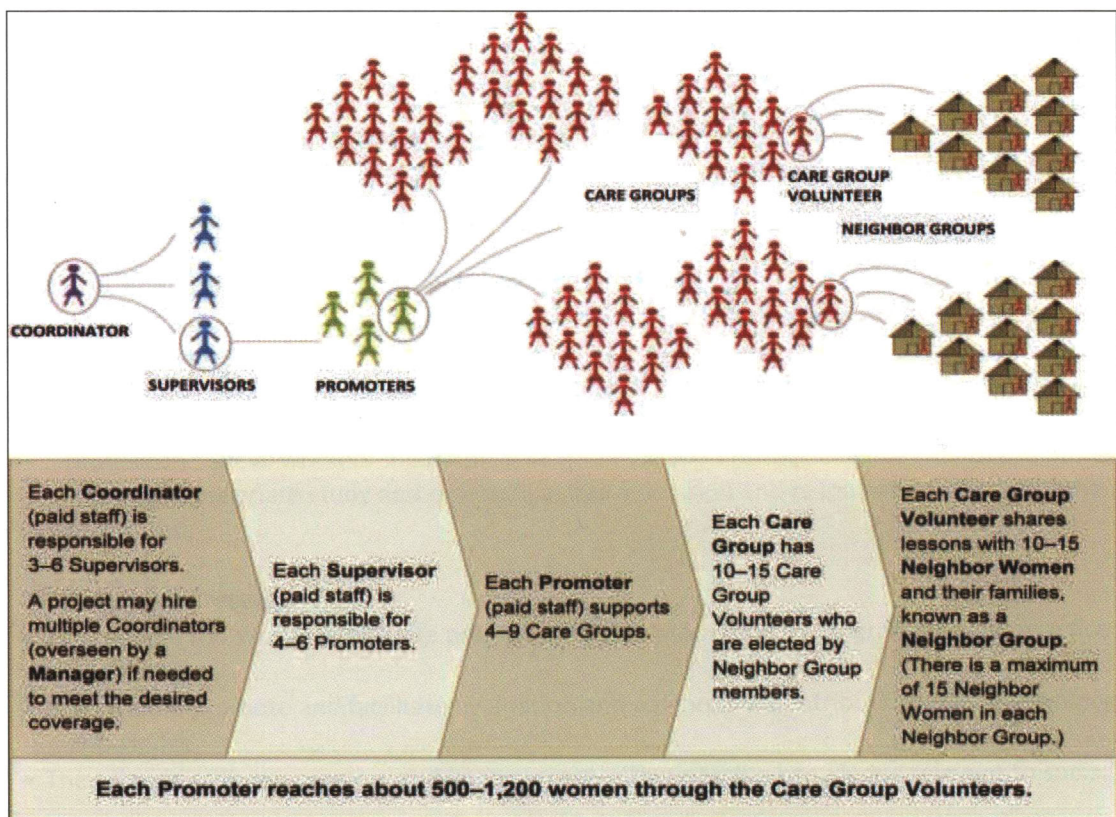 CARE GROUPS
CARE GROUP
VOLUNTEER
NEIGHBOR GROUPS
COORDINATOR
SUPERVISORS
PROMOTERS
Each Coordinator
(paid staff) is
responsible for
3–6 Supervisors.
A project may hire
multiple Coordinators
(overseen by a
Manager) if needed
to meet the desired
coverage.
Each Supervisor
(paid staff) is
responsible for
4–6 Promoters.
Each Promoter
(paid staff) supports
4–9 Care Groups.
Each Care
Group has
10–15 Care
Group
Volunteers who
are elected by
Neighbor Group
members.
Each Care Group
Volunteer shares
lessons with 10–15
Neighbor Women
and their families,
known as a
Neighbor Group.
(There is a maximum
of 15 Neighbor
Women in each
Neighbor Group.)
Each Promoter reaches about 500–1,200 women through the Care Group Volunteers.